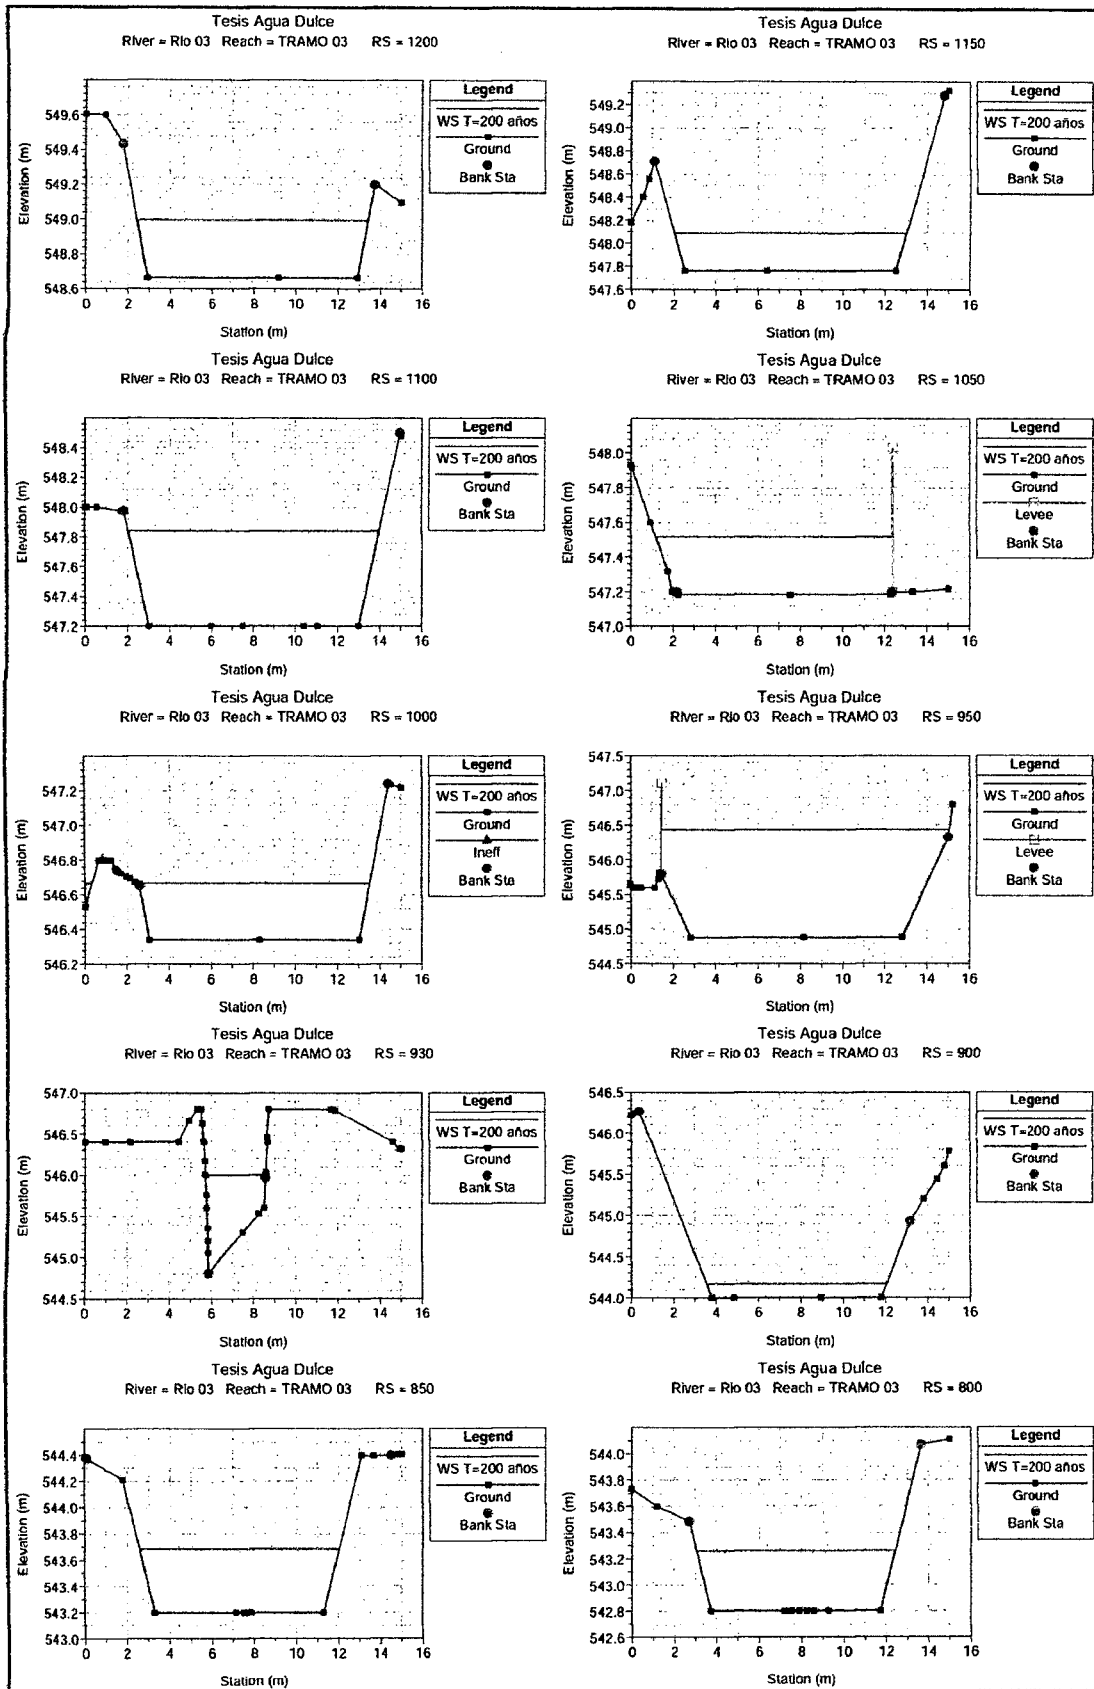 Tesis Agua Dulce
River = Rio 03 Reach = TRAMO 03 RS = 1200
Legend
WS T=200 años
Ground
Bank Sta
Elevation (m)
549.6
549.4
549.2
549.0
548.8
548.6
0 2 4 6 8 10 12 14 16
Station (m)
Tesis Agua Dulce
River = Rio 03 Reach = TRAMO 03 RS = 1150
Legend
WS T=200 años
Ground
Bank Sta
Elevation (m)
549.2
549.0
548.8
548.6
548.4
548.2
548.0
547.8
547.6
0 2 4 6 8 10 12 14 16
Station (m)
Tesis Agua Dulce
River = Rio 03 Reach = TRAMO 03 RS = 1100
Legend
WS T=200 años
Ground
Bank Sta
Elevation (m)
548.4
548.2
548.0
547.8
547.6
547.4
547.2
0 2 4 6 8 10 12 14 16
Station (m)
Tesis Agua Dulce
River = Rio 03 Reach = TRAMO 03 RS = 1050
Legend
WS T=200 años
Ground
Levee
Bank Sta
Elevation (m)
548.0
547.8
547.6
547.4
547.2
547.0
0 2 4 6 8 10 12 14 16
Station (m)
Tesis Agua Dulce
River = Rio 03 Reach = TRAMO 03 RS = 1000
Legend
WS T=200 años
Ground
Ineff
Bank Sta
Elevation (m)
547.2
547.0
546.8
546.6
546.4
546.2
0 2 4 6 8 10 12 14 16
Station (m)
Tesis Agua Dulce
River = Rio 03 Reach = TRAMO 03 RS = 950
Legend
WS T=200 años
Ground
Levee
Bank Sta
Elevation (m)
547.5
547.0
546.5
546.0
545.5
545.0
544.5
0 2 4 6 8 10 12 14 16
Station (m)
Tesis Agua Dulce
River = Rio 03 Reach = TRAMO 03 RS = 930
Legend
WS T=200 años
Ground
Bank Sta
Elevation (m)
547.0
546.5
546.0
545.5
545.0
544.5
0 2 4 6 8 10 12 14 16
Station (m)
Tesis Agua Dulce
River = Rio 03 Reach = TRAMO 03 RS = 900
Legend
WS T=200 años
Ground
Bank Sta
Elevation (m)
546.5
546.0
545.5
545.0
544.5
544.0
0 2 4 6 8 10 12 14 16
Station (m)
Tesis Agua Dulce
River = Rio 03 Reach = TRAMO 03 RS = 850
Legend
WS T=200 años
Ground
Bank Sta
Elevation (m)
544.4
544.2
544.0
543.8
543.6
543.4
543.2
543.0
0 2 4 6 8 10 12 14 16
Station (m)
Tesis Agua Dulce
River = Rio 03 Reach = TRAMO 03 RS = 800
Legend
WS T=200 años
Ground
Bank Sta
Elevation (m)
544.0
543.8
543.6
543.4
543.2
543.0
542.8
542.6
0 2 4 6 8 10 12 14 16
Station (m)